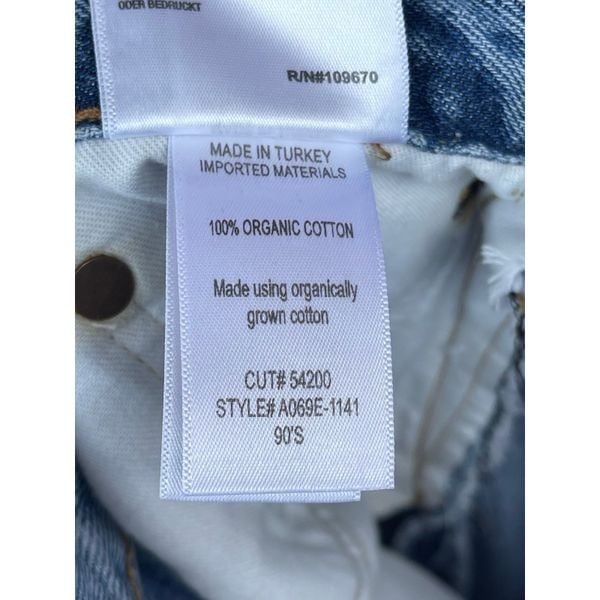 ODER BEDRUCKT
R/N#109670
MADE IN TURKEY
IMPORTED MATERIALS
100% ORGANIC COTTON
Made using organically
grown cotton
CUT# 54200
STYLE# A069E-1141
90'S